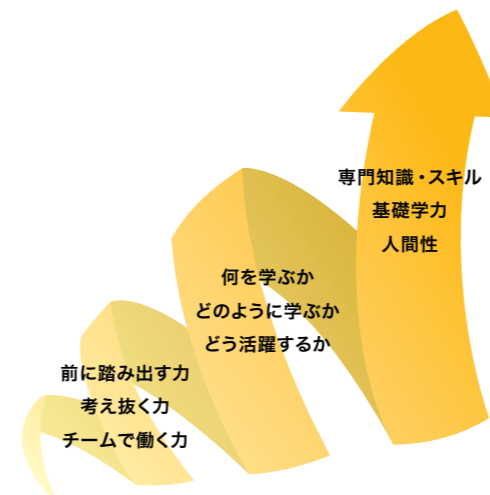 専門知識・スキル
基礎学力
人間性
何を学ぶか
どのように学ぶか
どう活躍するか
前に踏み出す力
考え抜く力
チームで働く力